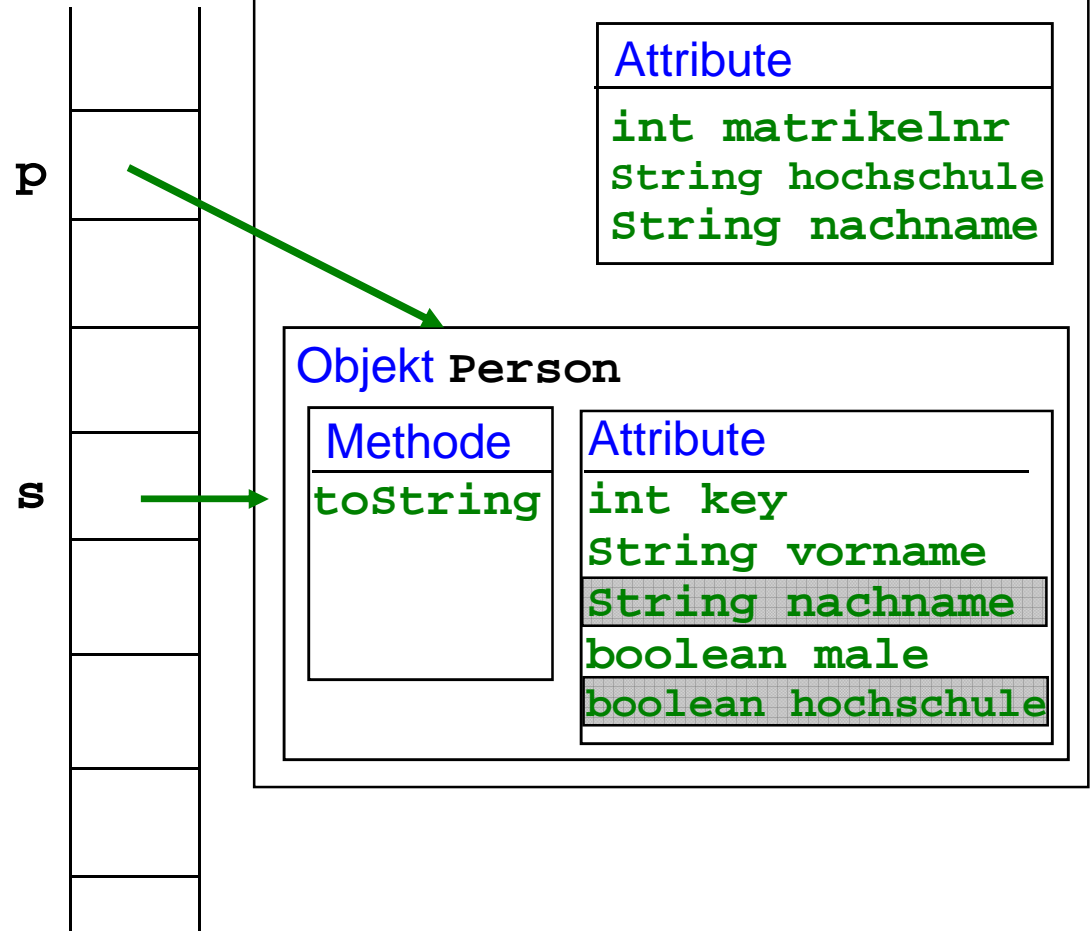 Attribute
int matrikelnr
String hochschule
String nachname
p
Objekt Person
Methode
toString
Attribute
int key
String vorname
String nachname
boolean male
boolean hochschule
s